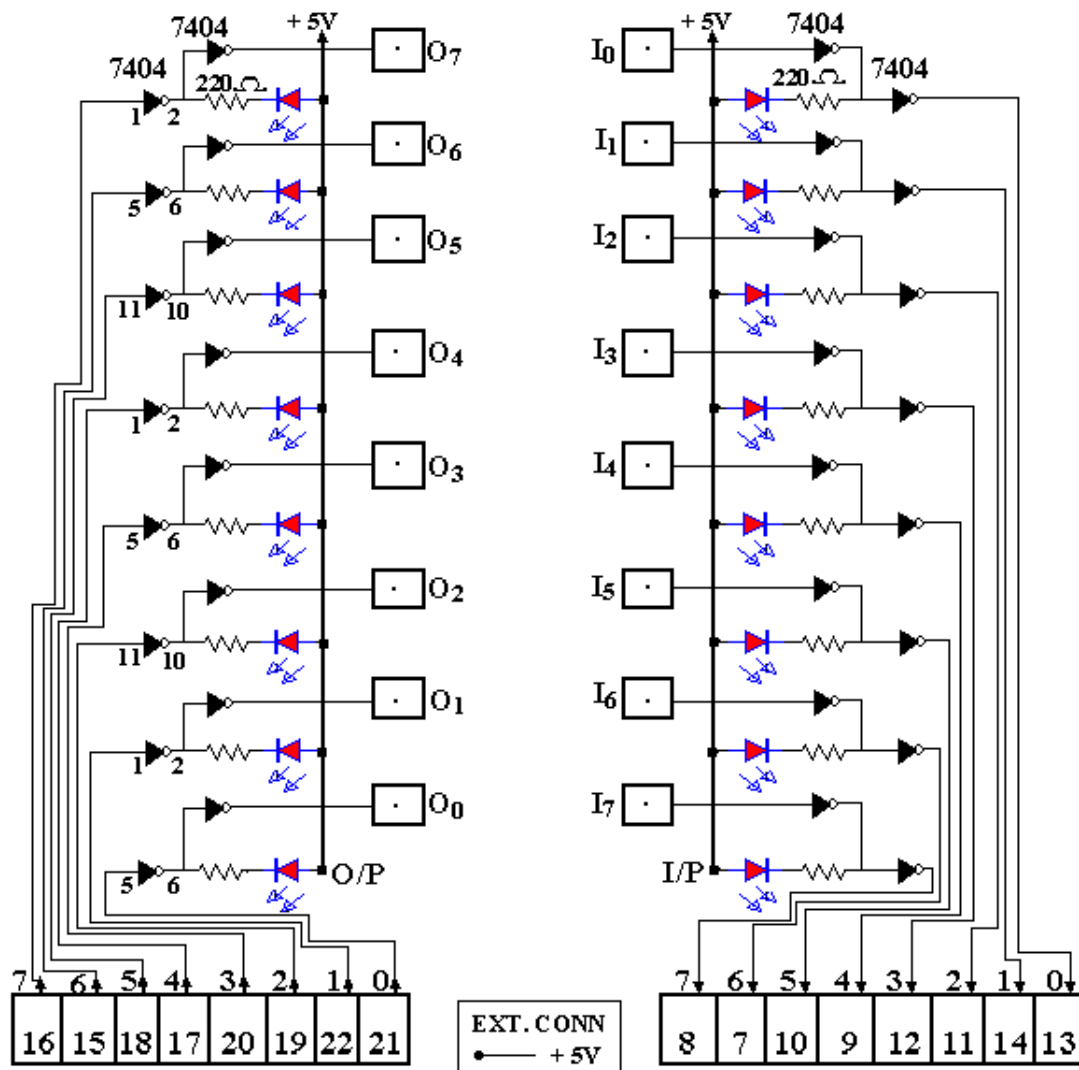 7404 + 5V O7 I0 + 5V 7404
7404 220Ω 220Ω 7404
1 2
O6 I1
5 6
O5 I2
11 10
O4 I3
1 2
O3 I4
5 6
O2 I5
11 10
O1 I6
1 2
O0 I7
5 6 O/P I/P
7 6 5 4 3 2 1 0 7 6 5 4 3 2 1 0
16 15 18 17 20 19 22 21 8 7 10 9 12 11 14 13
EXT. CONN
+ 5V